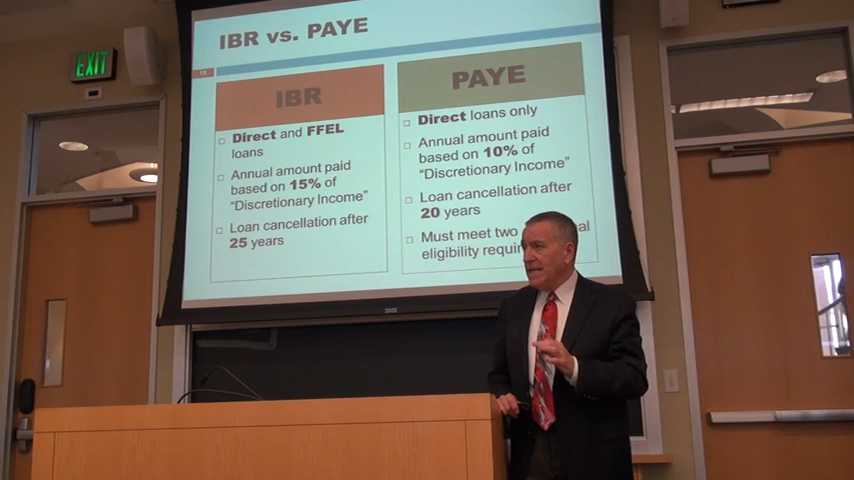 EXIT
IBR vs. PAYE
18
IBR
Direct and FFEL
loans
Annual amount paid
based on 15% of
“Discretionary Income”
Loan cancellation after
25 years
PAYE
Direct loans only
Annual amount paid
based on 10% of
“Discretionary Income”
Loan cancellation after
20 years
Must meet two
eligibility